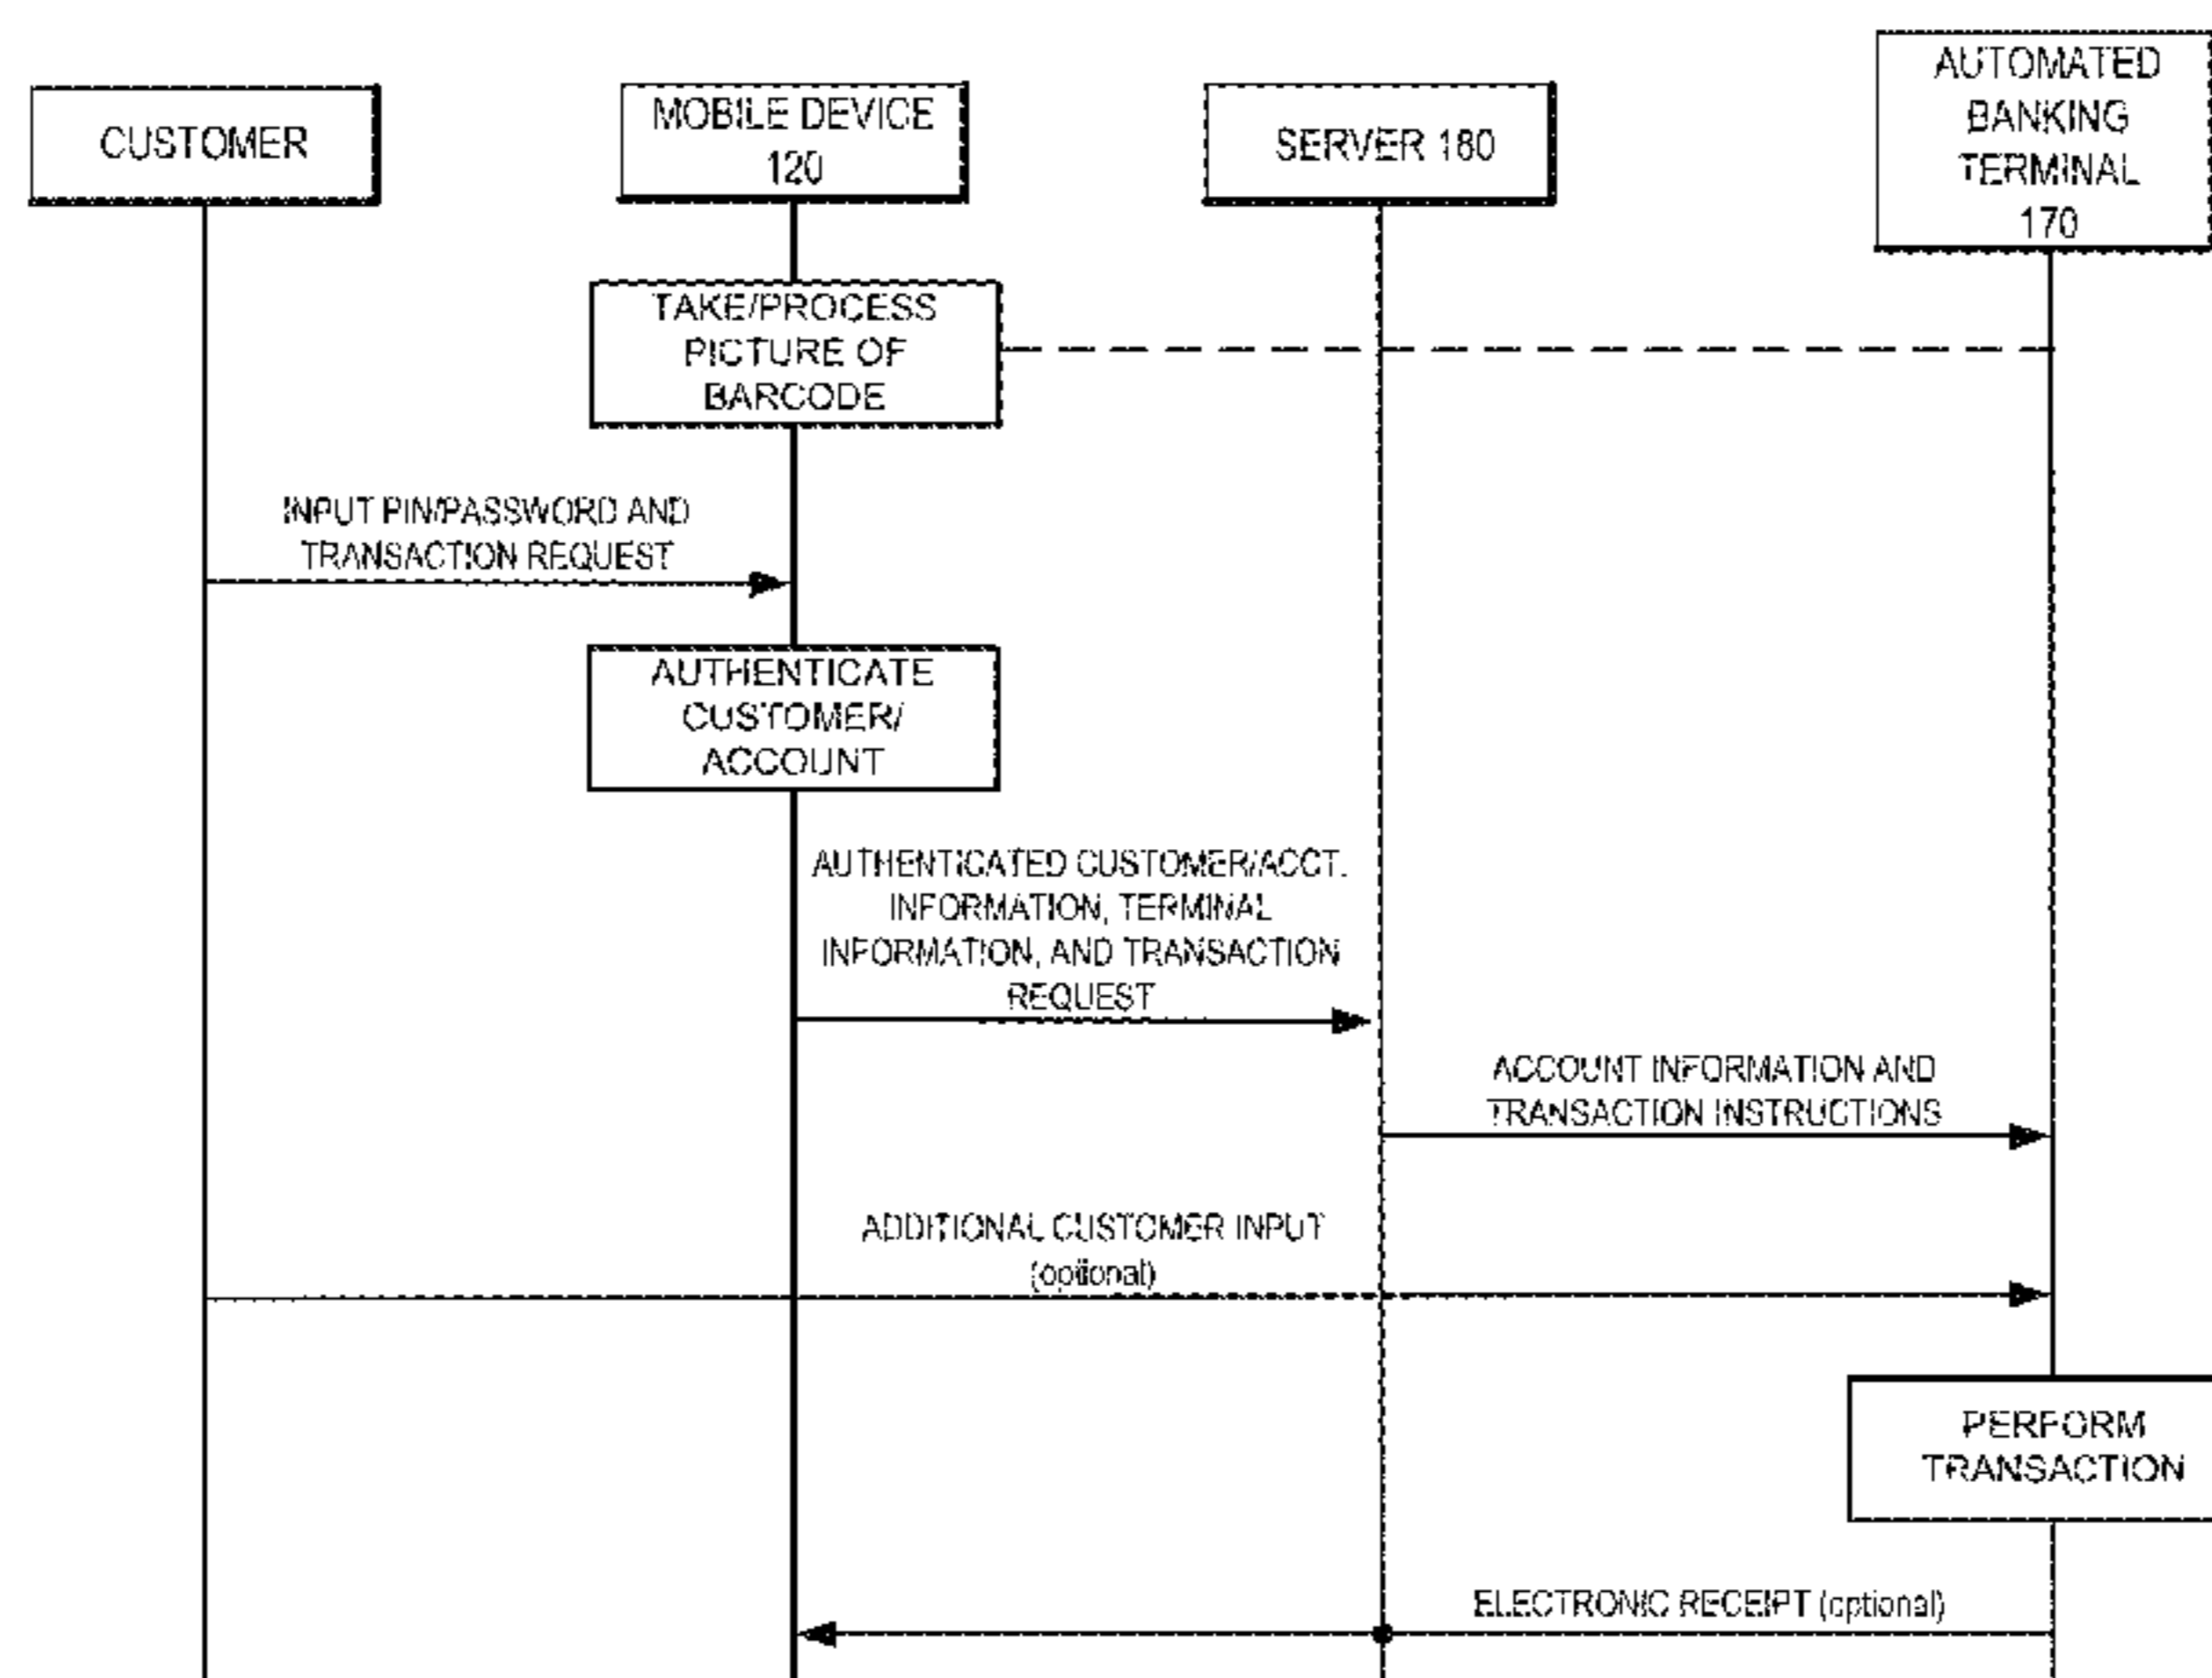 CUSTOMER
MOBILE DEVICE
120
SERVER 180
AUTOMATED
BANKING
TERMINAL
170
TAKE/PROCESS
PICTURE OF
BARCODE
INPUT PIN/PASSWORD AND
TRANSACTION REQUEST
AUTHENTICATE
CUSTOMER/
ACCOUNT
AUTHENTICATED CUSTOMER/ACCT.
INFORMATION, TERMINAL
INFORMATION, AND TRANSACTION
REQUEST
ACCOUNT INFORMATION AND
TRANSACTION INSTRUCTIONS
ADDITIONAL CUSTOMER INPUT
(optional)
PERFORM
TRANSACTION
ELECTRONIC RECEIPT (optional)